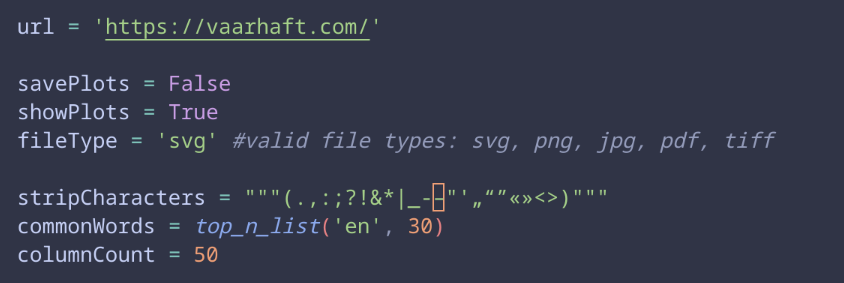 url = 'https://vaarhaft.com/'
savePlots = False
showPlots = True
fileType = 'svg' #valid file types: svg, png, jpg, pdf, tiff
stripCharacters = """(.,:;?!&*|_-–"'„“”«»<>)"""
commonWords = top_n_list('en', 30)
columnCount = 50